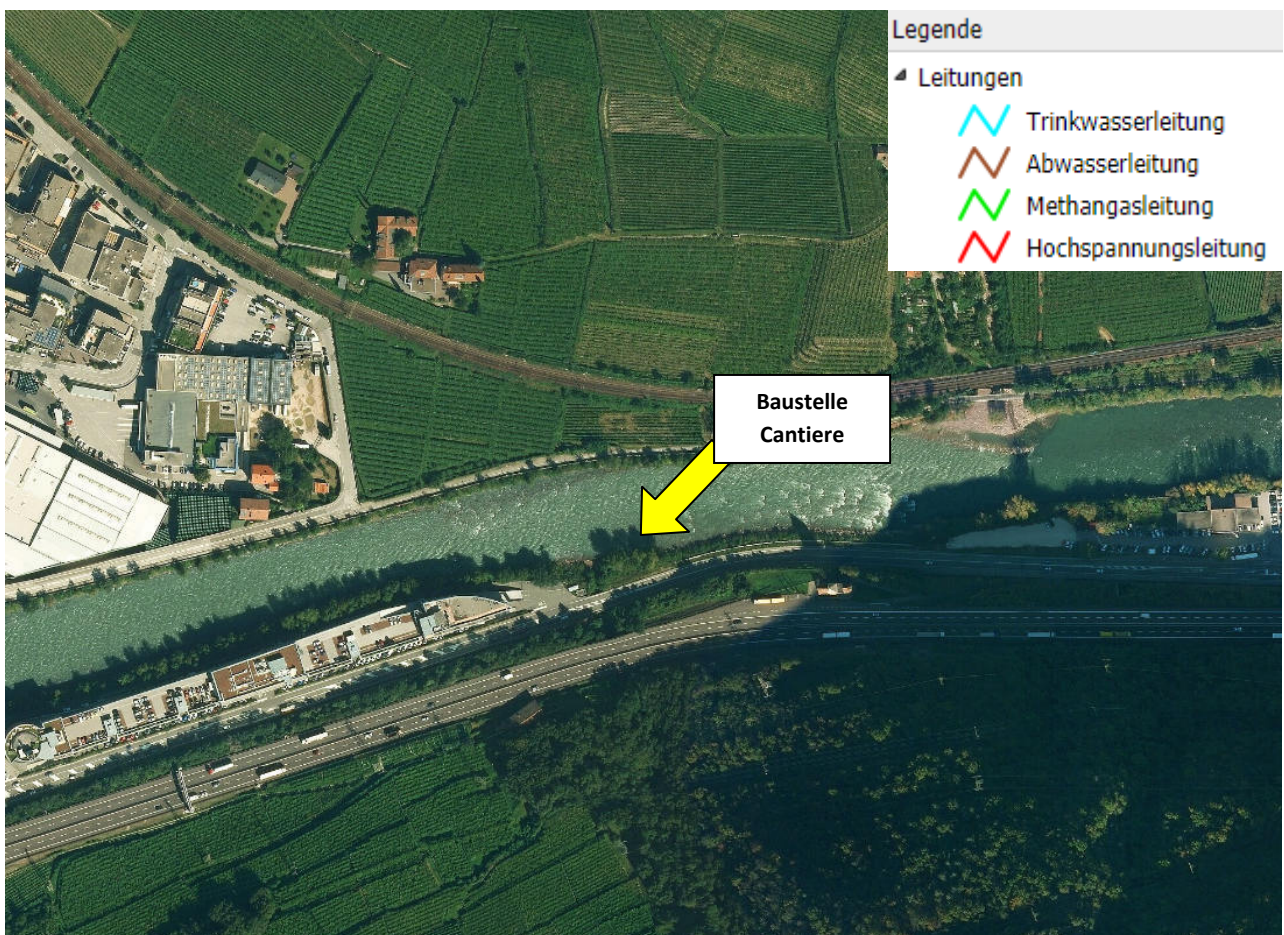 Legende
Leitungen
Trinkwasserleitung
Abwasserleitung
Methangasleitung
Hochspannungsleitung
Baustelle
Cantiere